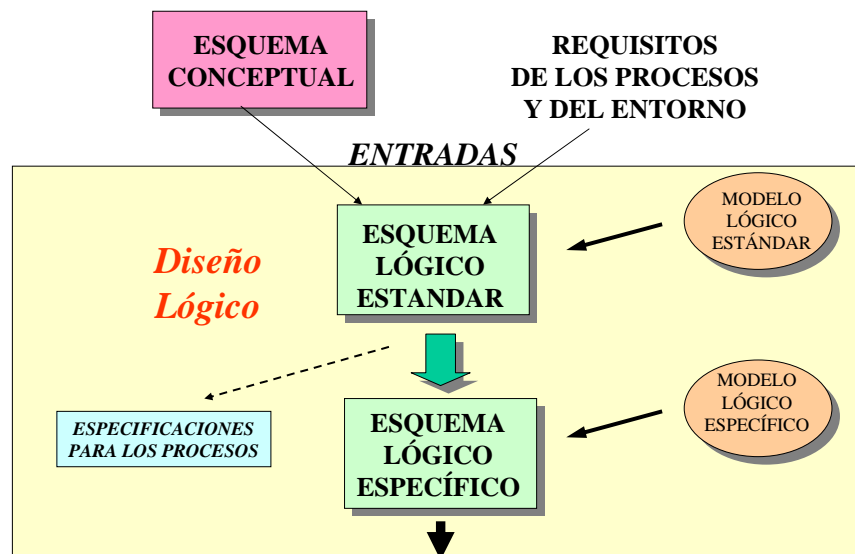 ESQUEMA
CONCEPTUAL
REQUISITOS
DE LOS PROCESOS
Y DEL ENTORNO
ENTRADAS
MODELO
LÓGICO
ESTÁNDAR
ESQUEMA
LÓGICO
ESTANDAR
Diseño
Lógico
MODELO
LÓGICO
ESPECÍFICO
ESPECIFICACIONES
PARA LOS PROCESOS
ESQUEMA
LÓGICO
ESPECÍFICO